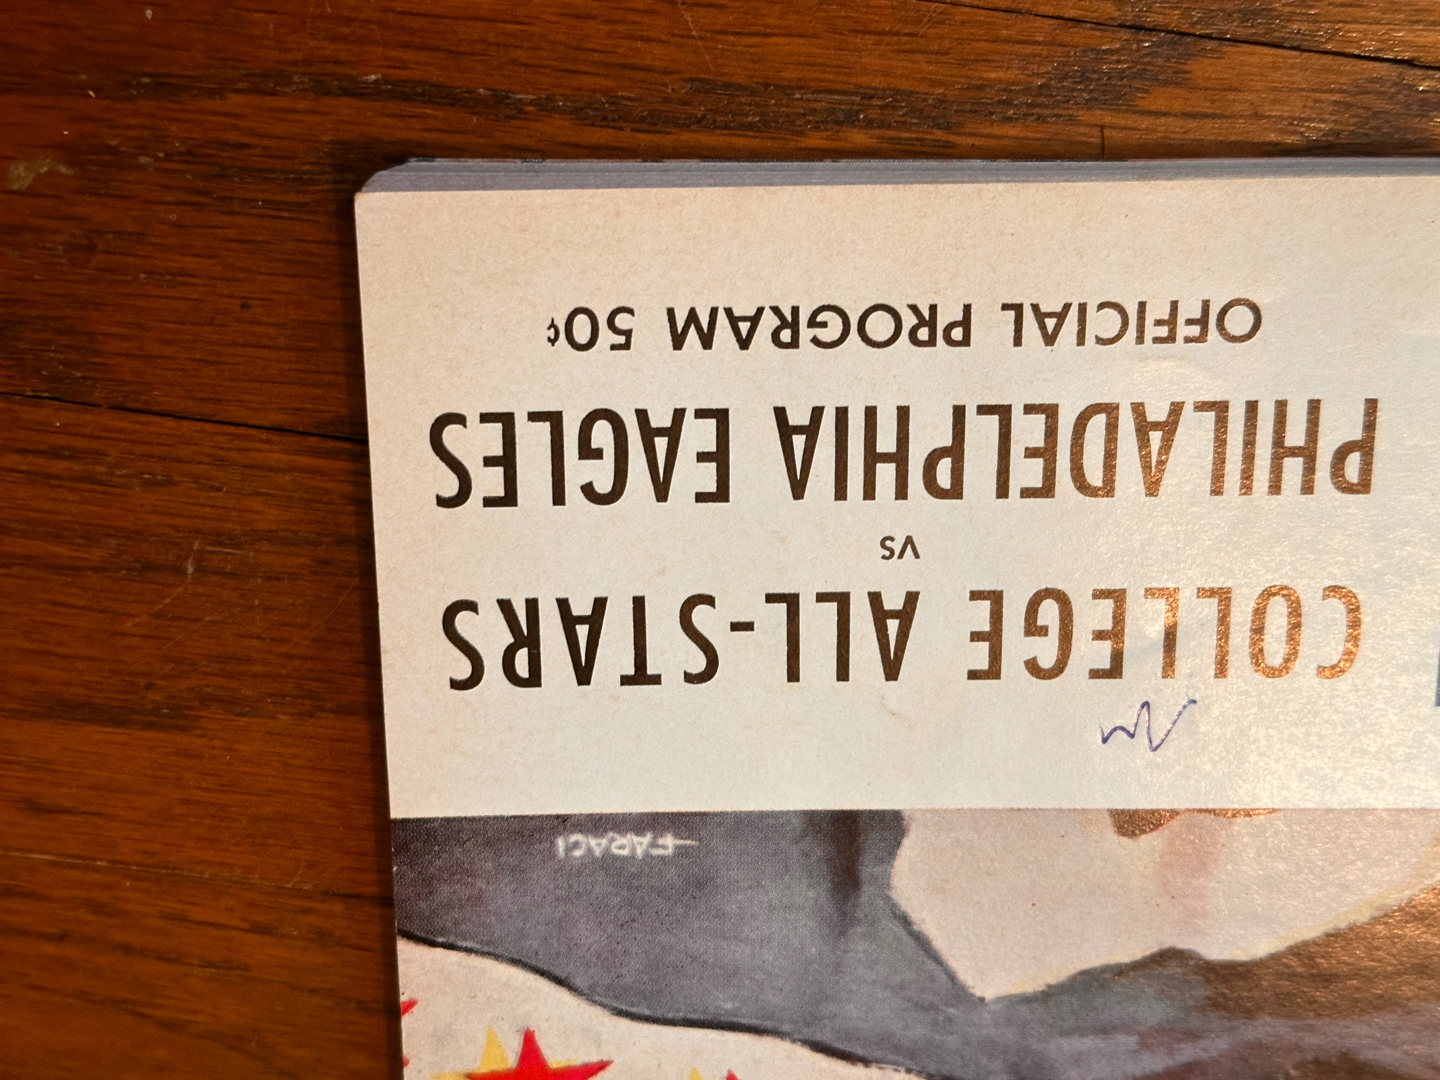 FARACI
COLLEGE ALL-STARS
vs
PHILADELPHIA EAGLES
OFFICIAL PROGRAM 50¢